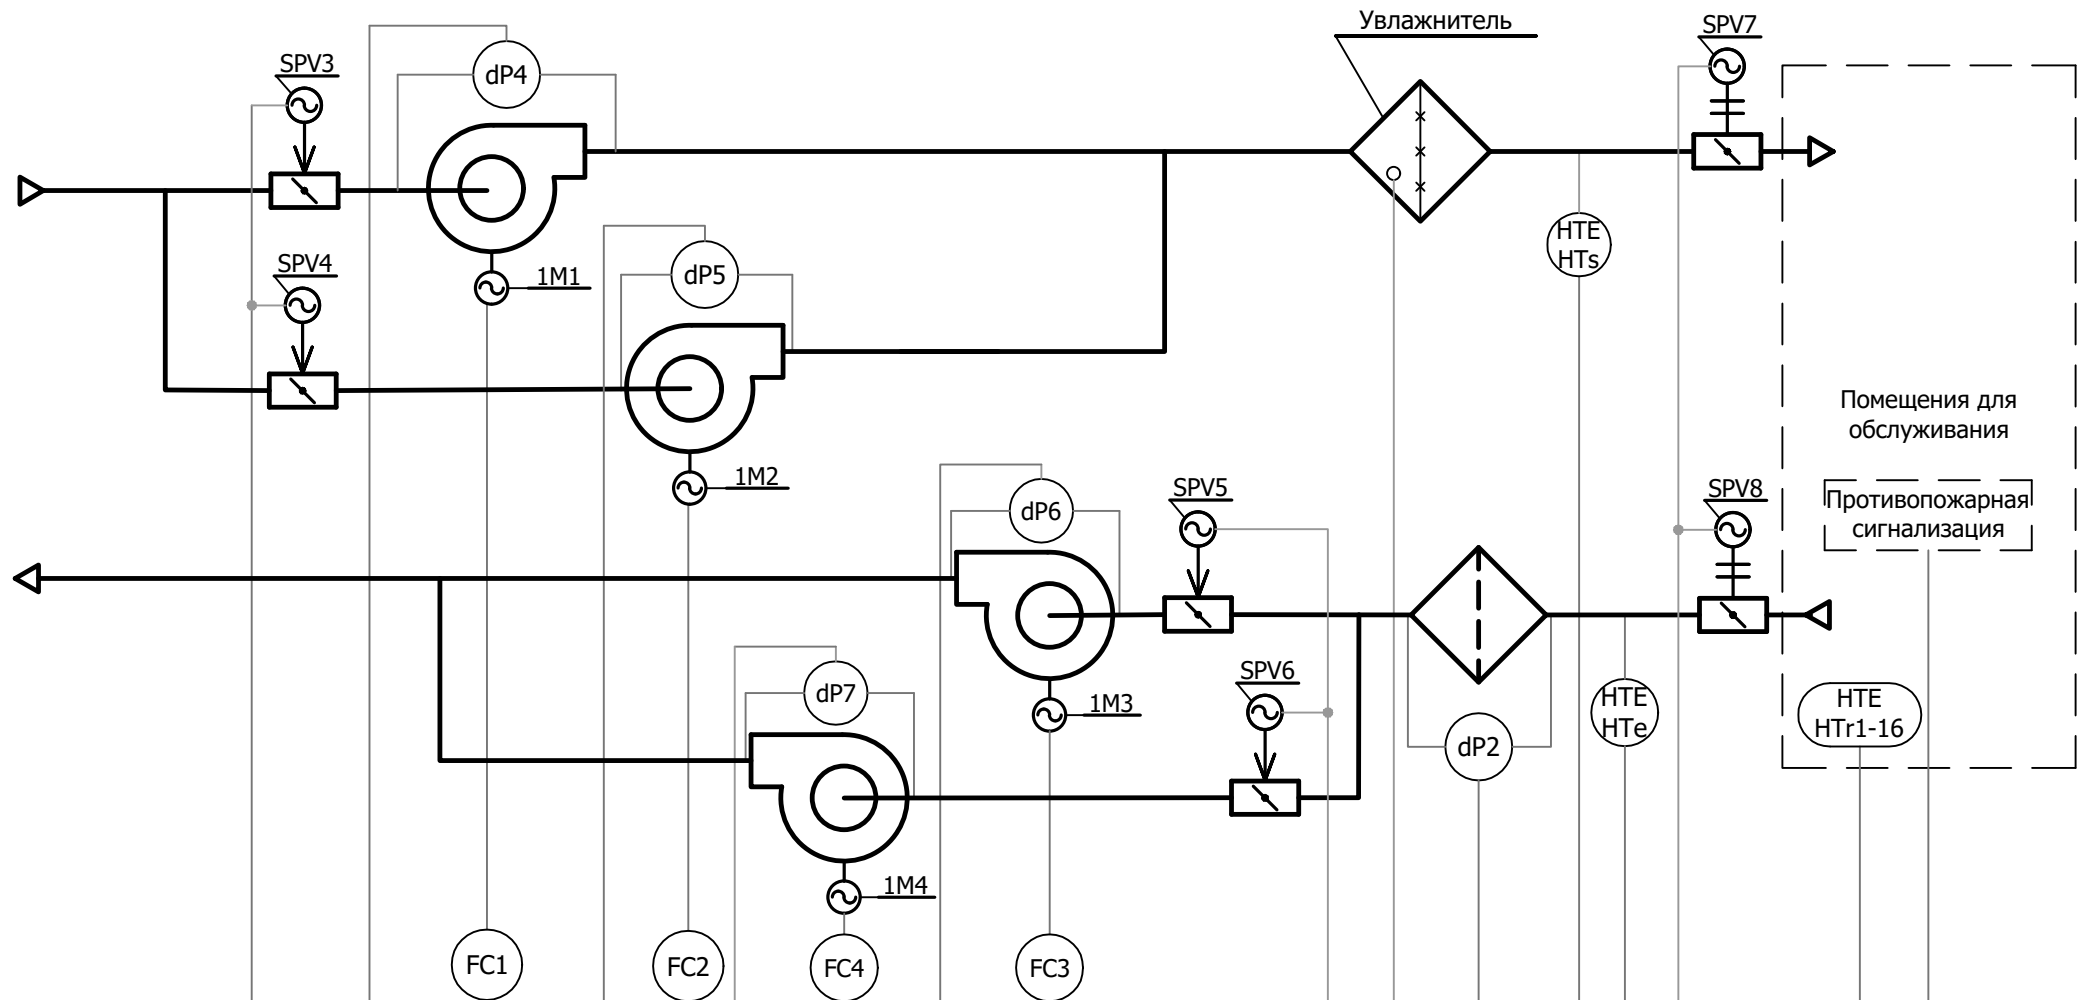 Увлажнитель
SPV7
SPV3
dP4
HTE
HTs
SPV4
dP5
1M1
Помещения для
обслуживания
1M2
SPV5
SPV8
dP6
Противопожарная
сигнализация
SPV6
dP7
1M3
HTE
HTe
HTE
HTr1-16
dP2
1M4
FC1
FC2
FC4
FC3